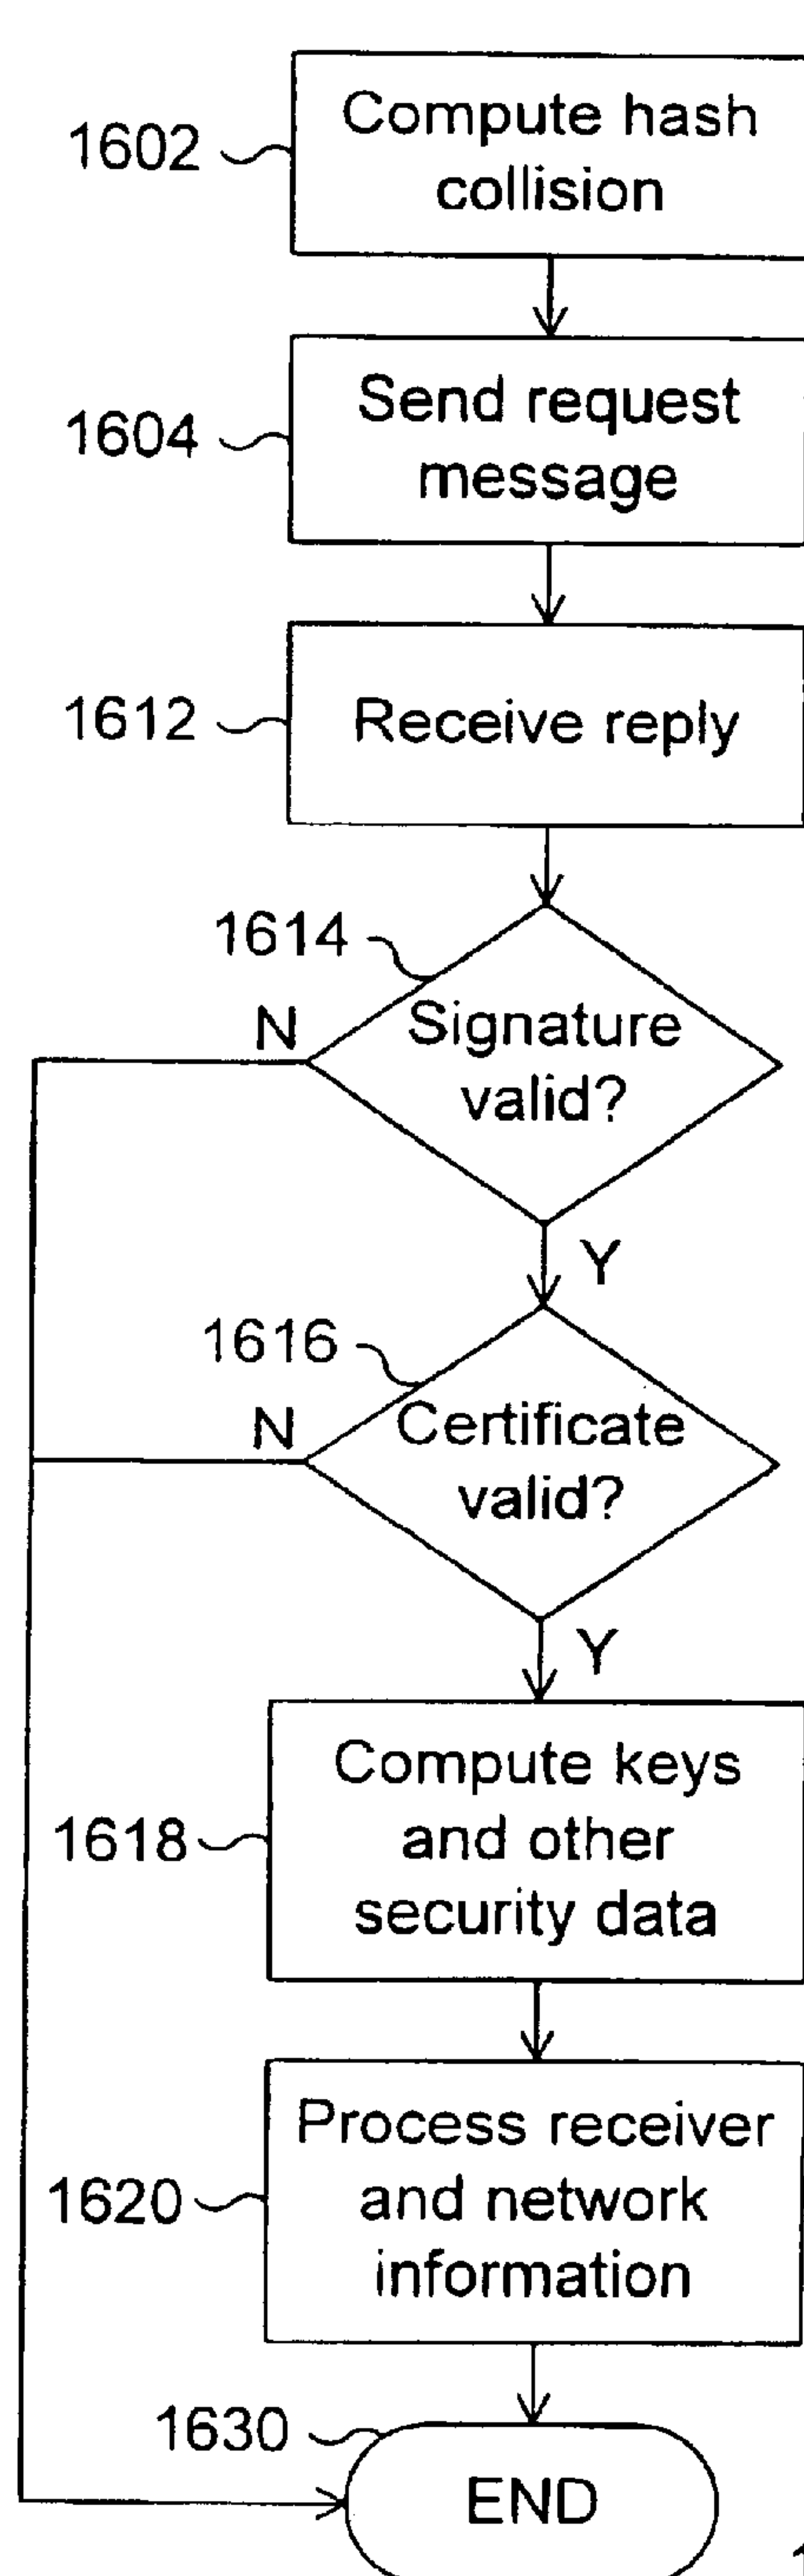 1602
Compute hash
collision
1604
Send request
message
1612
Receive reply
1614
N
Signature
valid?
Y
1616
N
Certificate
valid?
Y
1618
Compute keys
and other
security data
1620
Process receiver
and network
information
1630
END